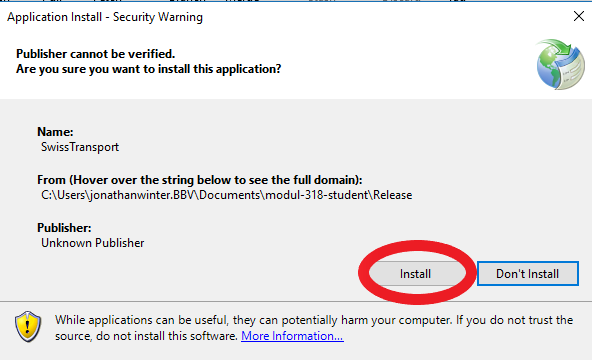 Application Install - Security Warning
Publisher cannot be verified.
Are you sure you want to install this application?
Name:
SwissTransport
From (Hover over the string below to see the full domain):
C:\Users\jonathanwinter.BBV\Documents\modul-318-student\Release
Publisher:
Unknown Publisher
Install
Don't Install
While applications can be useful, they can potentially harm your computer. If you do not trust the
source, do not install this software. More Information...